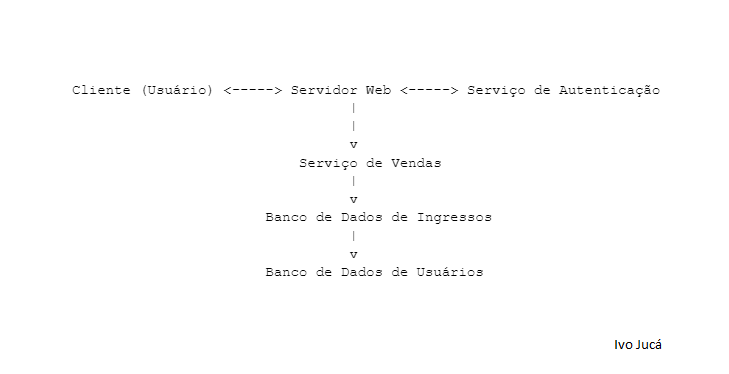 Cliente (Usuário) <-----> Servidor Web <-----> Serviço de Autenticação
|
|
v
Serviço de Vendas
|
v
Banco de Dados de Ingressos
|
v
Banco de Dados de Usuários
Ivo Jucá